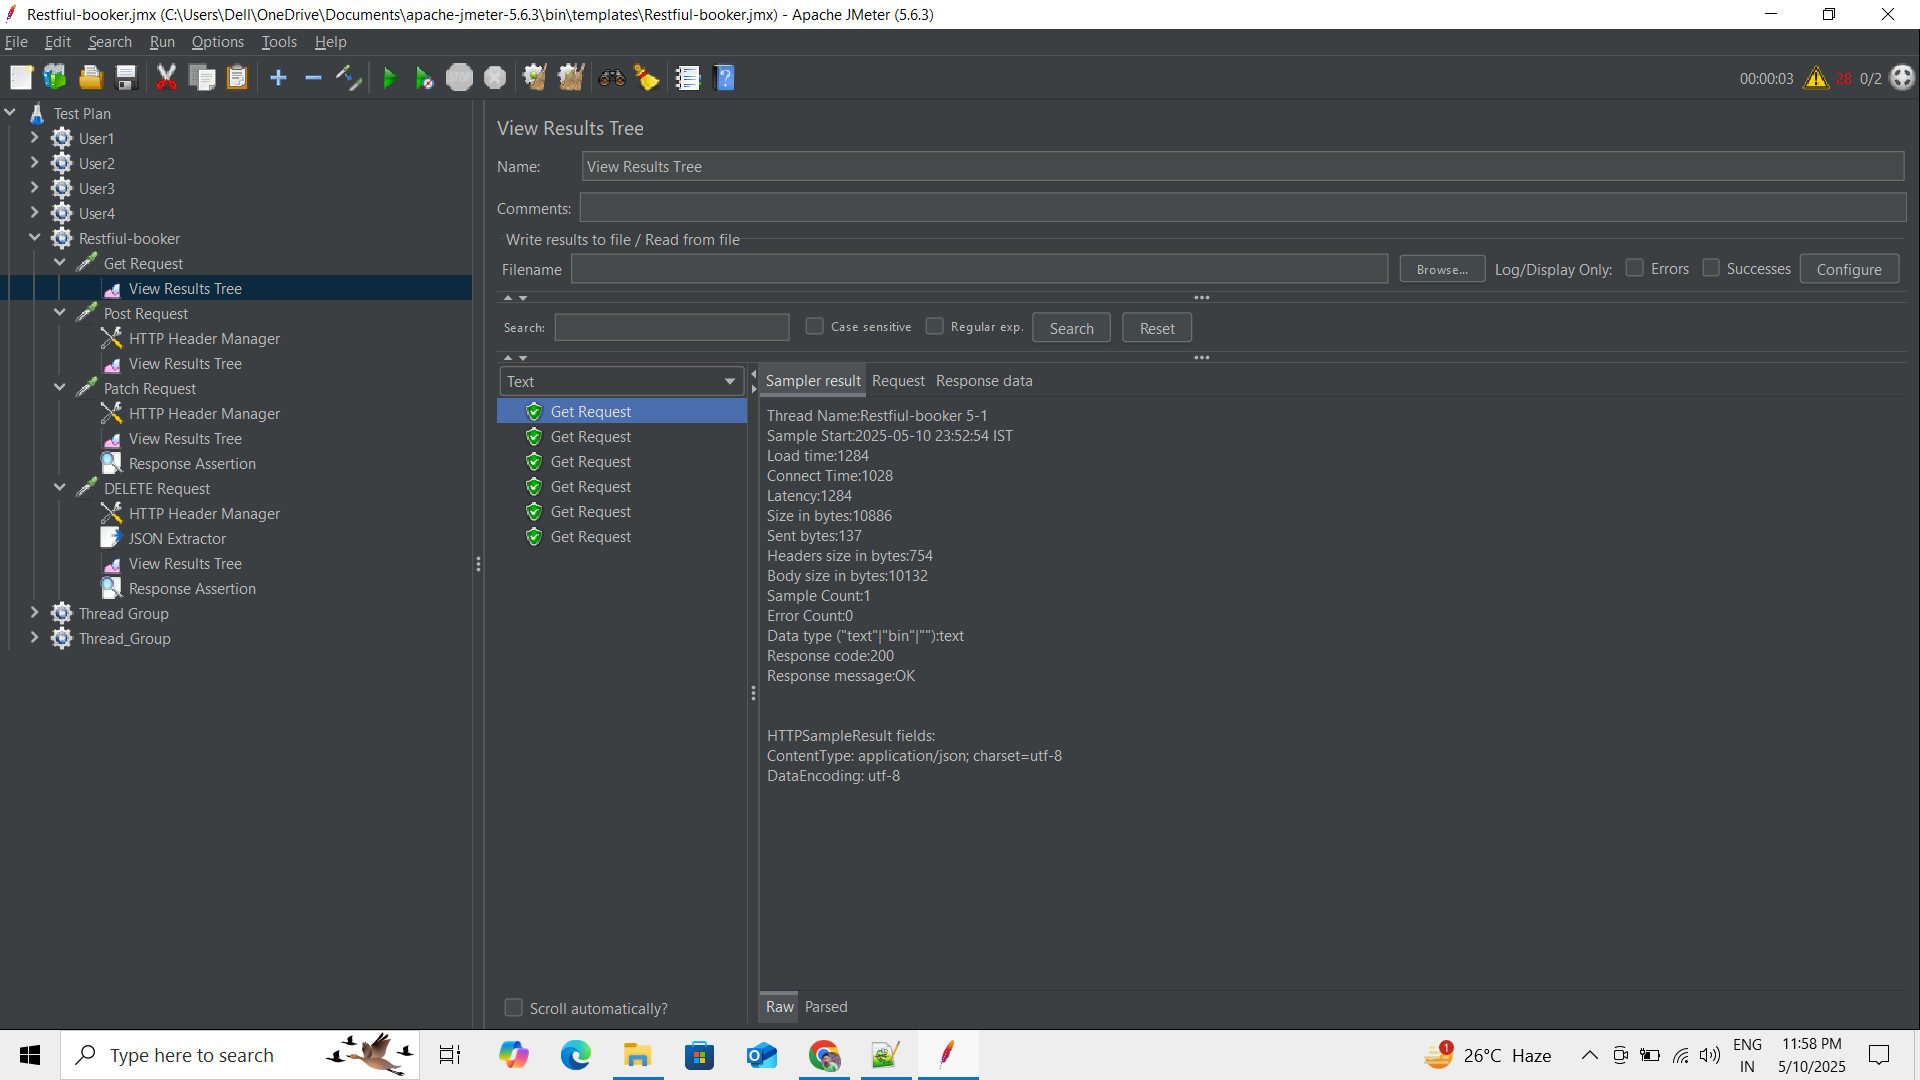 Restfiul-booker.jmx (C:\Users\Dell\OneDrive\Documents\apache-jmeter-5.6.3\bin\templates\Restfiul-booker.jmx) - Apache JMeter (5.6.3)
File Edit Search Run Options Tools Help
STOP
00:00:03 28 0/2
Test Plan
User1
User2
User3
User4
Restfiul-booker
Get Request
View Results Tree
Post Request
HTTP Header Manager
View Results Tree
Patch Request
HTTP Header Manager
View Results Tree
Response Assertion
DELETE Request
HTTP Header Manager
JSON Extractor
View Results Tree
Response Assertion
Thread Group
Thread_Group
View Results Tree
Name: View Results Tree
Comments:
Write results to file / Read from file
Filename Browse... Log/Display Only: Errors Successes Configure
Search: Case sensitive Regular exp. Search Reset
Text
Get Request
Get Request
Get Request
Get Request
Get Request
Get Request
Scroll automatically?
Sampler result Request Response data
Thread Name:Restfiul-booker 5-1
Sample Start:2025-05-10 23:52:54 IST
Load time:1284
Connect Time:1028
Latency:1284
Size in bytes:10886
Sent bytes:137
Headers size in bytes:754
Body size in bytes:10132
Sample Count:1
Error Count:0
Data type ("text"|"bin"|""):text
Response code:200
Response message:OK
HTTPSampleResult fields:
ContentType: application/json; charset=utf-8
DataEncoding: utf-8
Raw Parsed
Type here to search
1
26°C Haze
ENG
IN
11:58 PM
5/10/2025